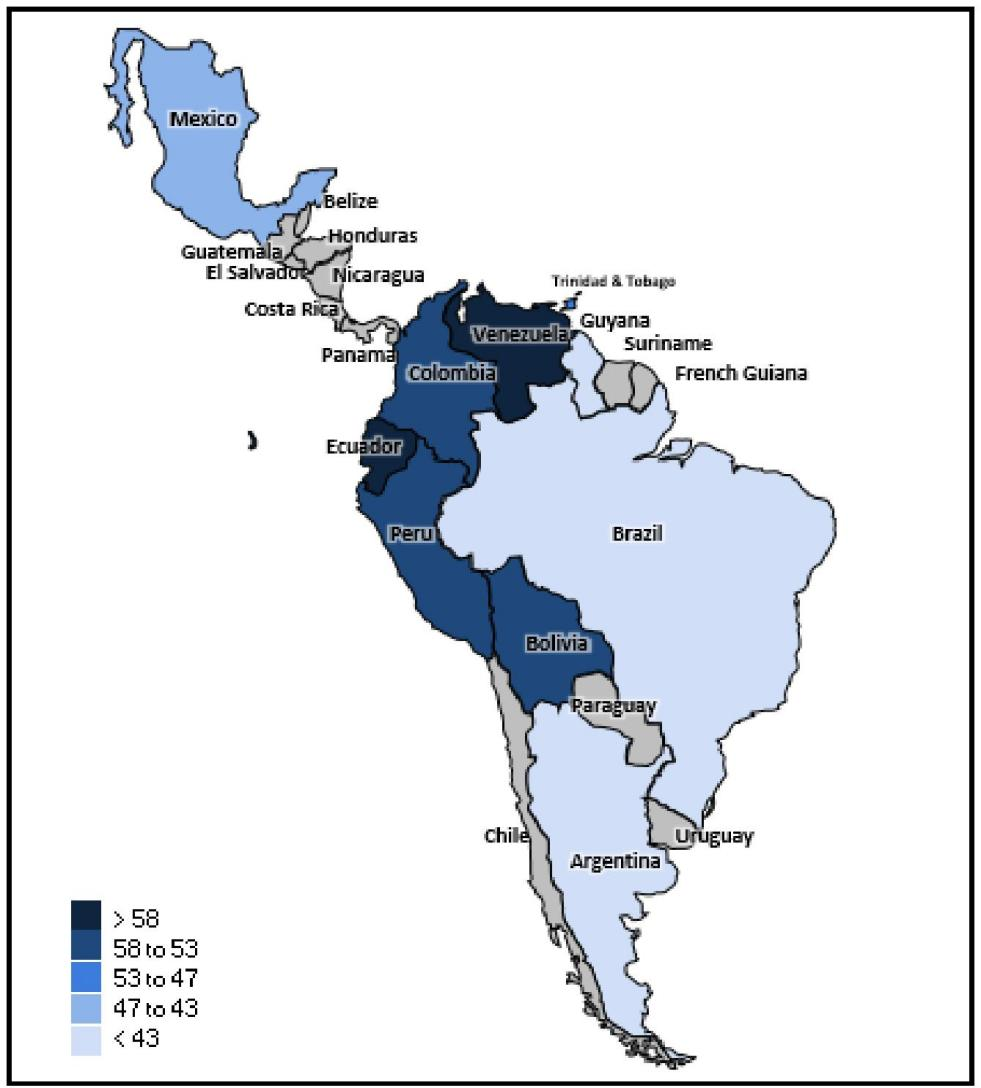 Mexico
Belize
Honduras
Guatemala
El Salvador
Nicaragua
Trinidad & Tobago
Costa Rica
Guyana
Venezuela
Suriname
Panama
Colombia
French Guiana
Ecuador
Peru
Brazil
Bolivia
Paraguay
Chile
Uruguay
Argentina
> 58
58 to 53
53 to 47
47 to 43
< 43